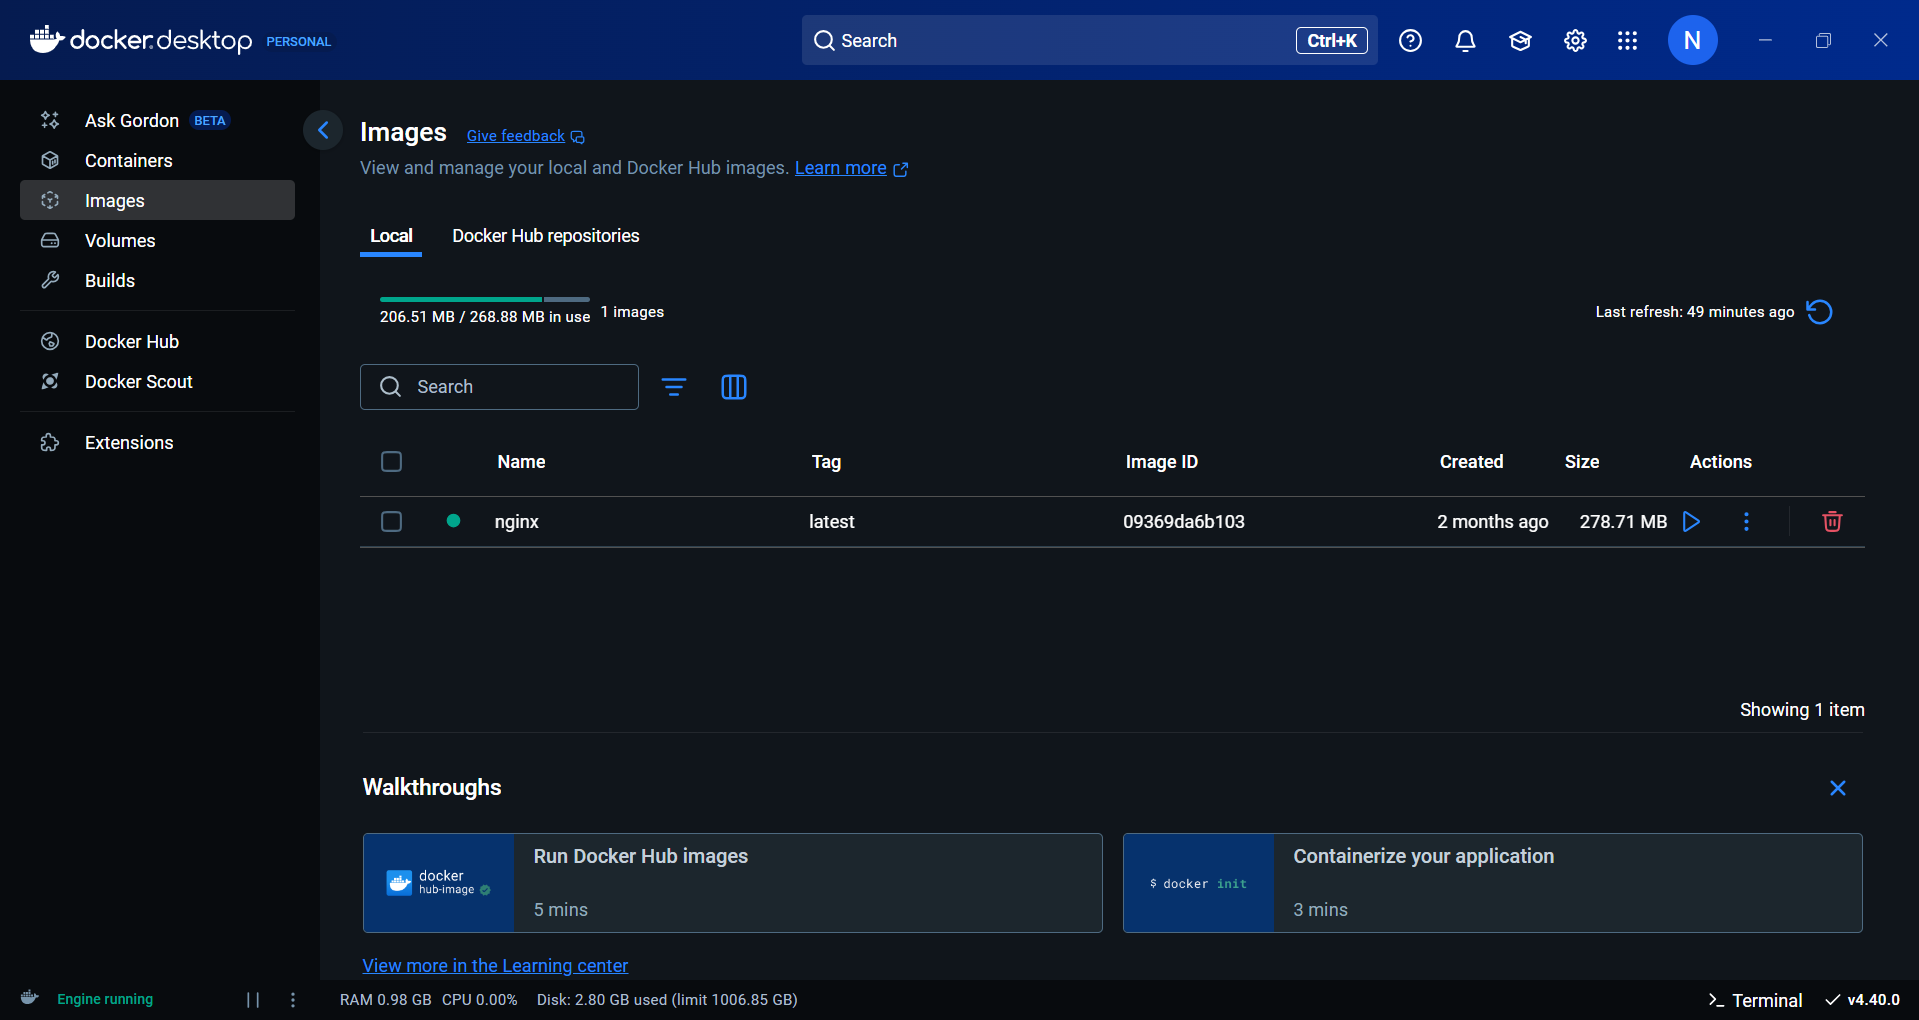 docker.desktop PERSONAL
Search Ctrl+K
N
Ask Gordon BETA
Containers
Images
Volumes
Builds
Docker Hub
Docker Scout
Extensions
Images Give feedback
View and manage your local and Docker Hub images. Learn more
Local Docker Hub repositories
206.51 MB / 268.88 MB in use 1 images
Last refresh: 49 minutes ago
Search
Name Tag Image ID Created Size Actions
nginx latest 09369da6b103 2 months ago 278.71 MB
Showing 1 item
Walkthroughs
docker
hub-image
Run Docker Hub images
5 mins
$ docker init
Containerize your application
3 mins
View more in the Learning center
Engine running
RAM 0.98 GB CPU 0.00% Disk: 2.80 GB used (limit 1006.85 GB)
>_ Terminal
v4.40.0